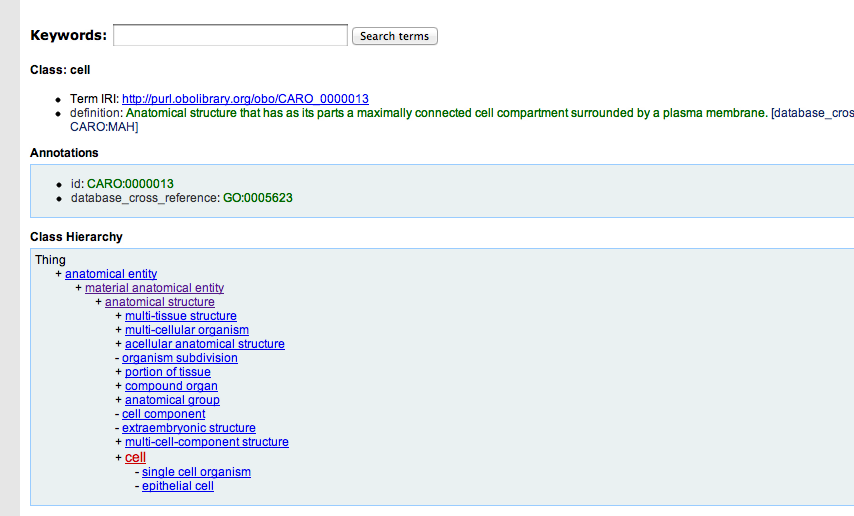 Keywords: Search terms
Class: cell
Term IRI: http://purl.obolibrary.org/obo/CARO_0000013
definition: Anatomical structure that has as its parts a maximally connected cell compartment surrounded by a plasma membrane. [database_cros
CARO:MAH]
Annotations
id: CARO:0000013
database_cross_reference: GO:0005623
Class Hierarchy
Thing
+ anatomical entity
+ material anatomical entity
+ anatomical structure
+ multi-tissue structure
+ multi-cellular organism
+ acellular anatomical structure
- organism subdivision
+ portion of tissue
+ compound organ
+ anatomical group
- cell component
- extraembryonic structure
+ multi-cell-component structure
+ cell
- single cell organism
- epithelial cell